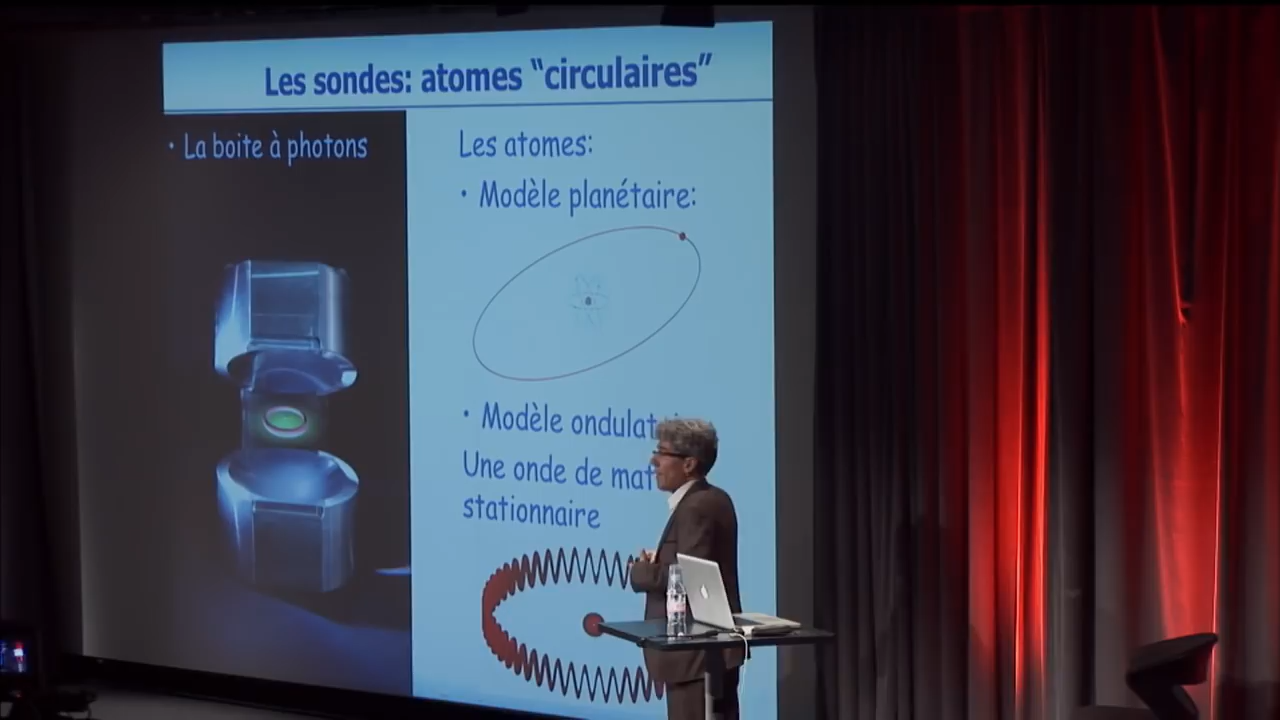 Les sondes: atomes “circulaires”
• La boite à photons
Les atomes:
• Modèle planétaire:
• Modèle
Une onde de
stationnaire